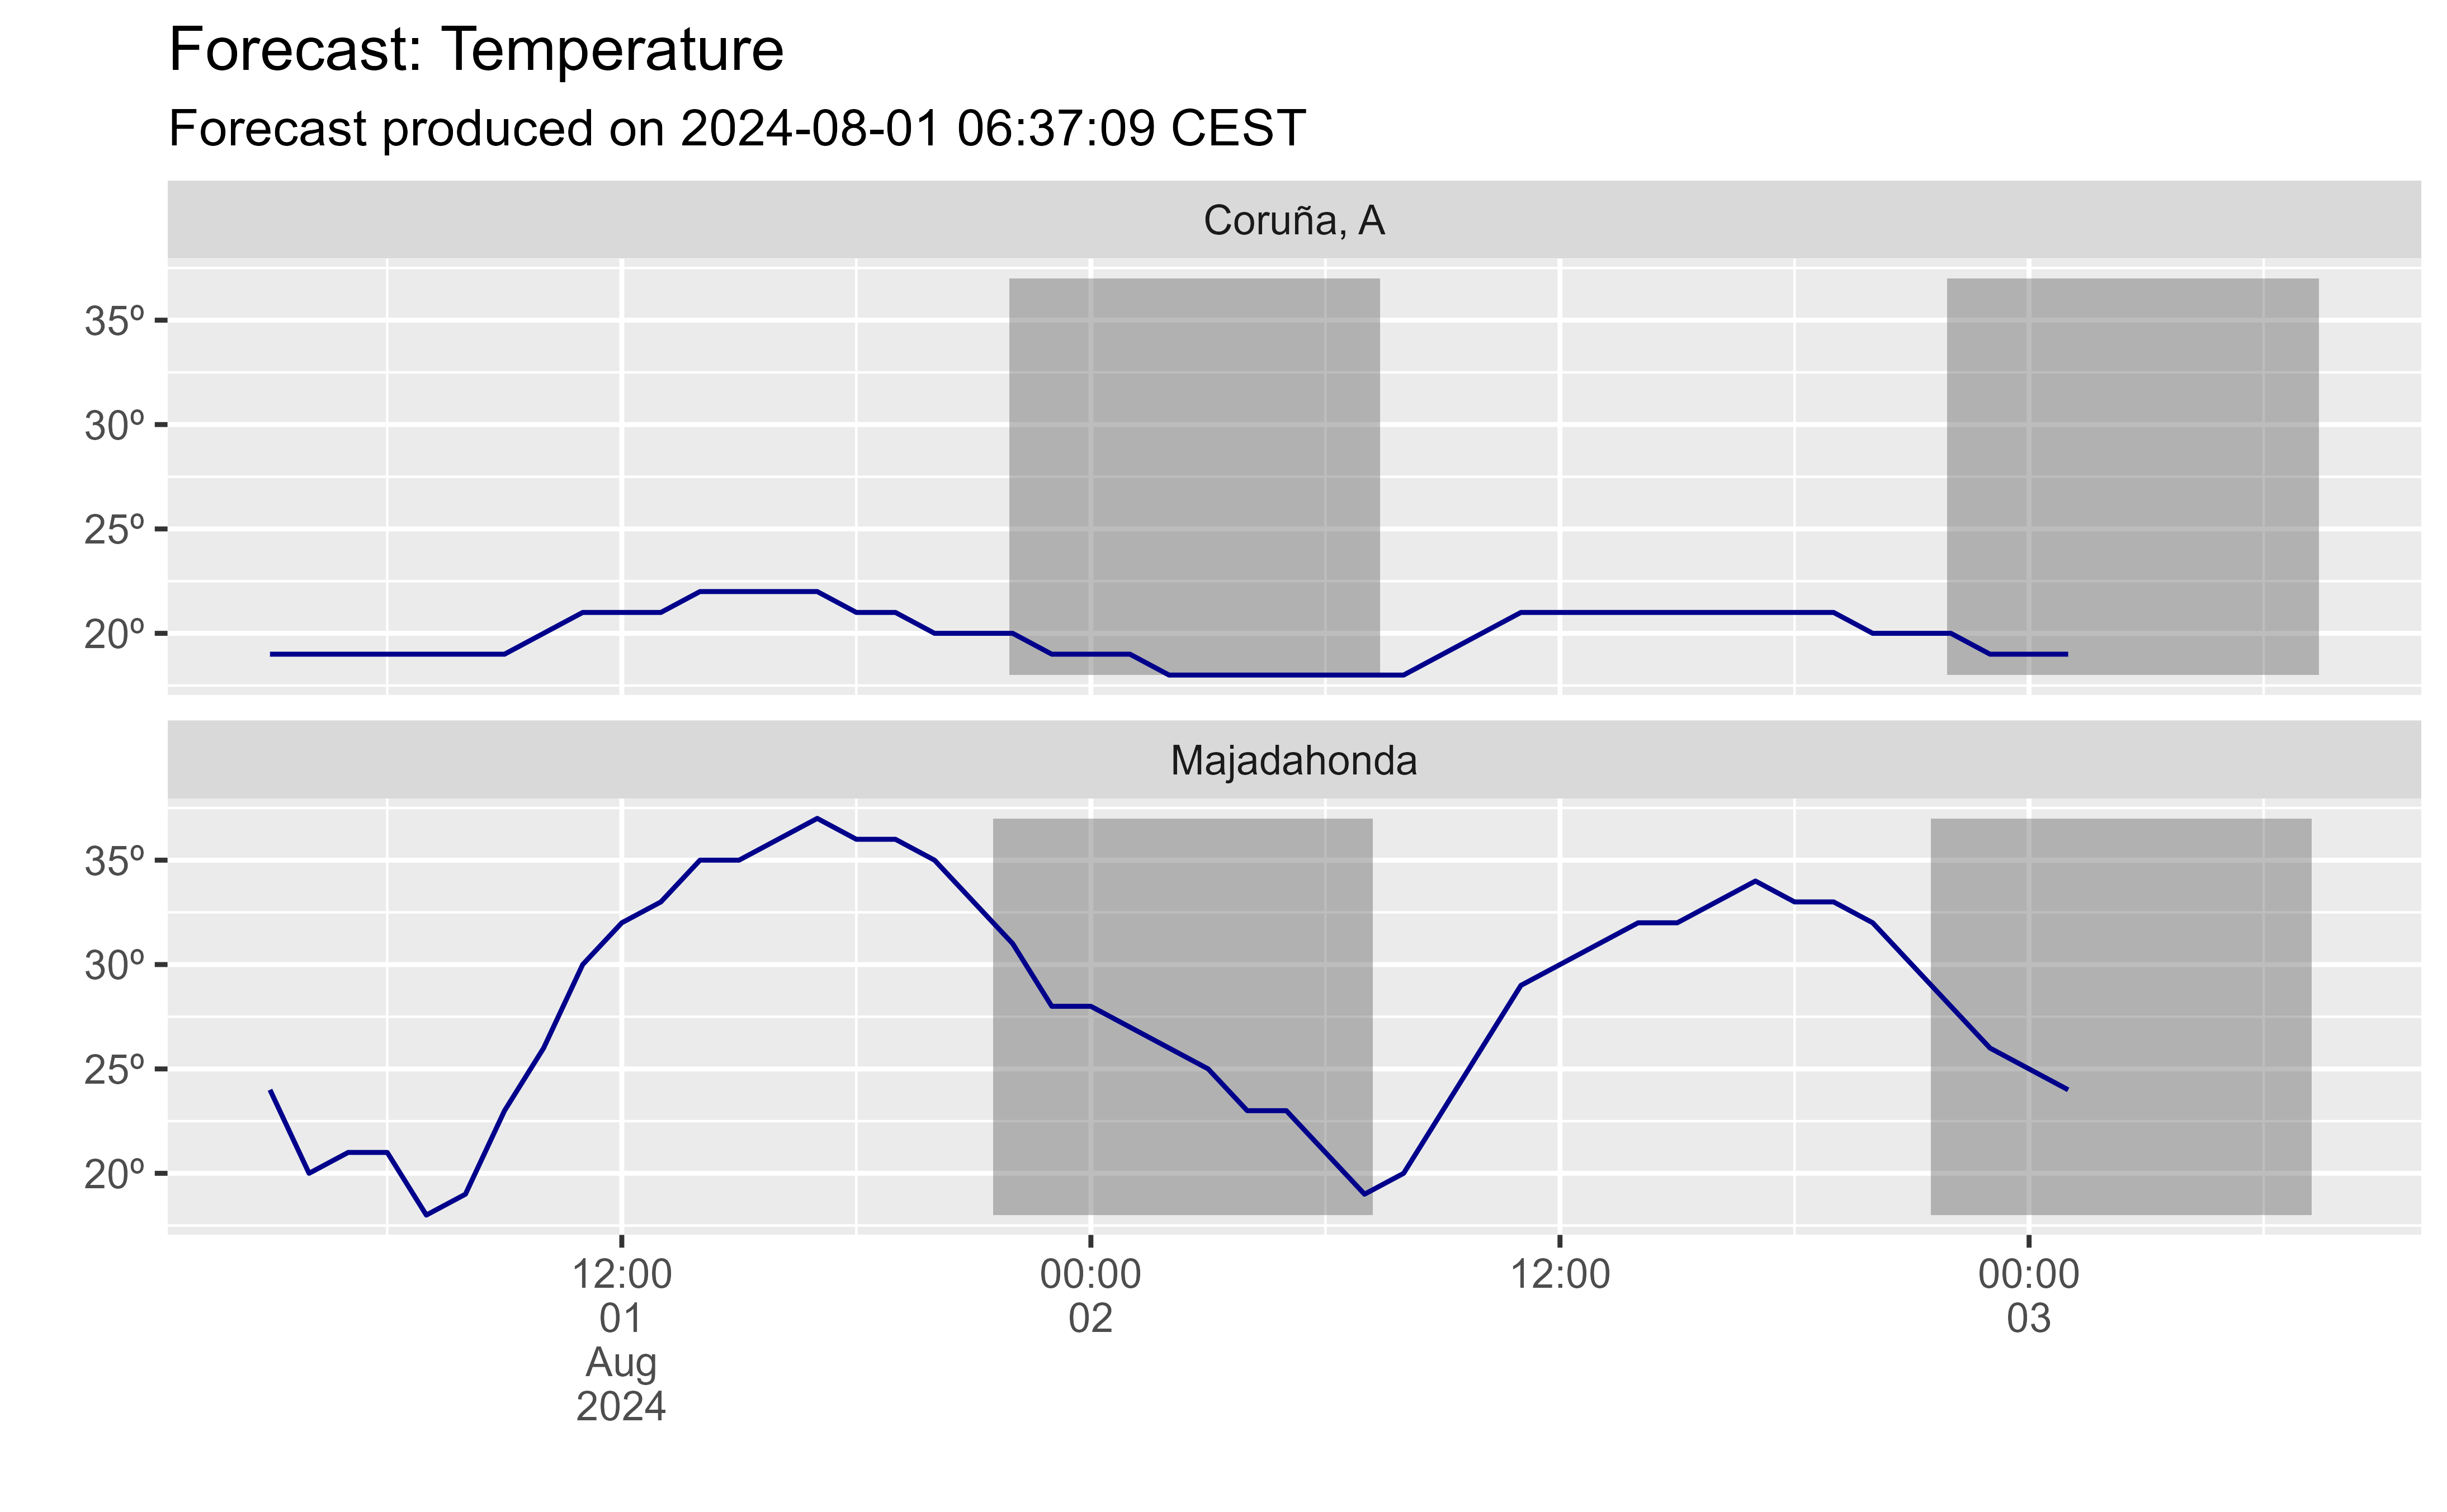 Forecast: Temperature
Forecast produced on 2024-08-01 06:37:09 CEST
Coruña, A
35º
30º
25º
20º
Majadahonda
35º
30º
25º
20º
12:00 00:00 12:00 00:00
01 02 03
Aug
2024